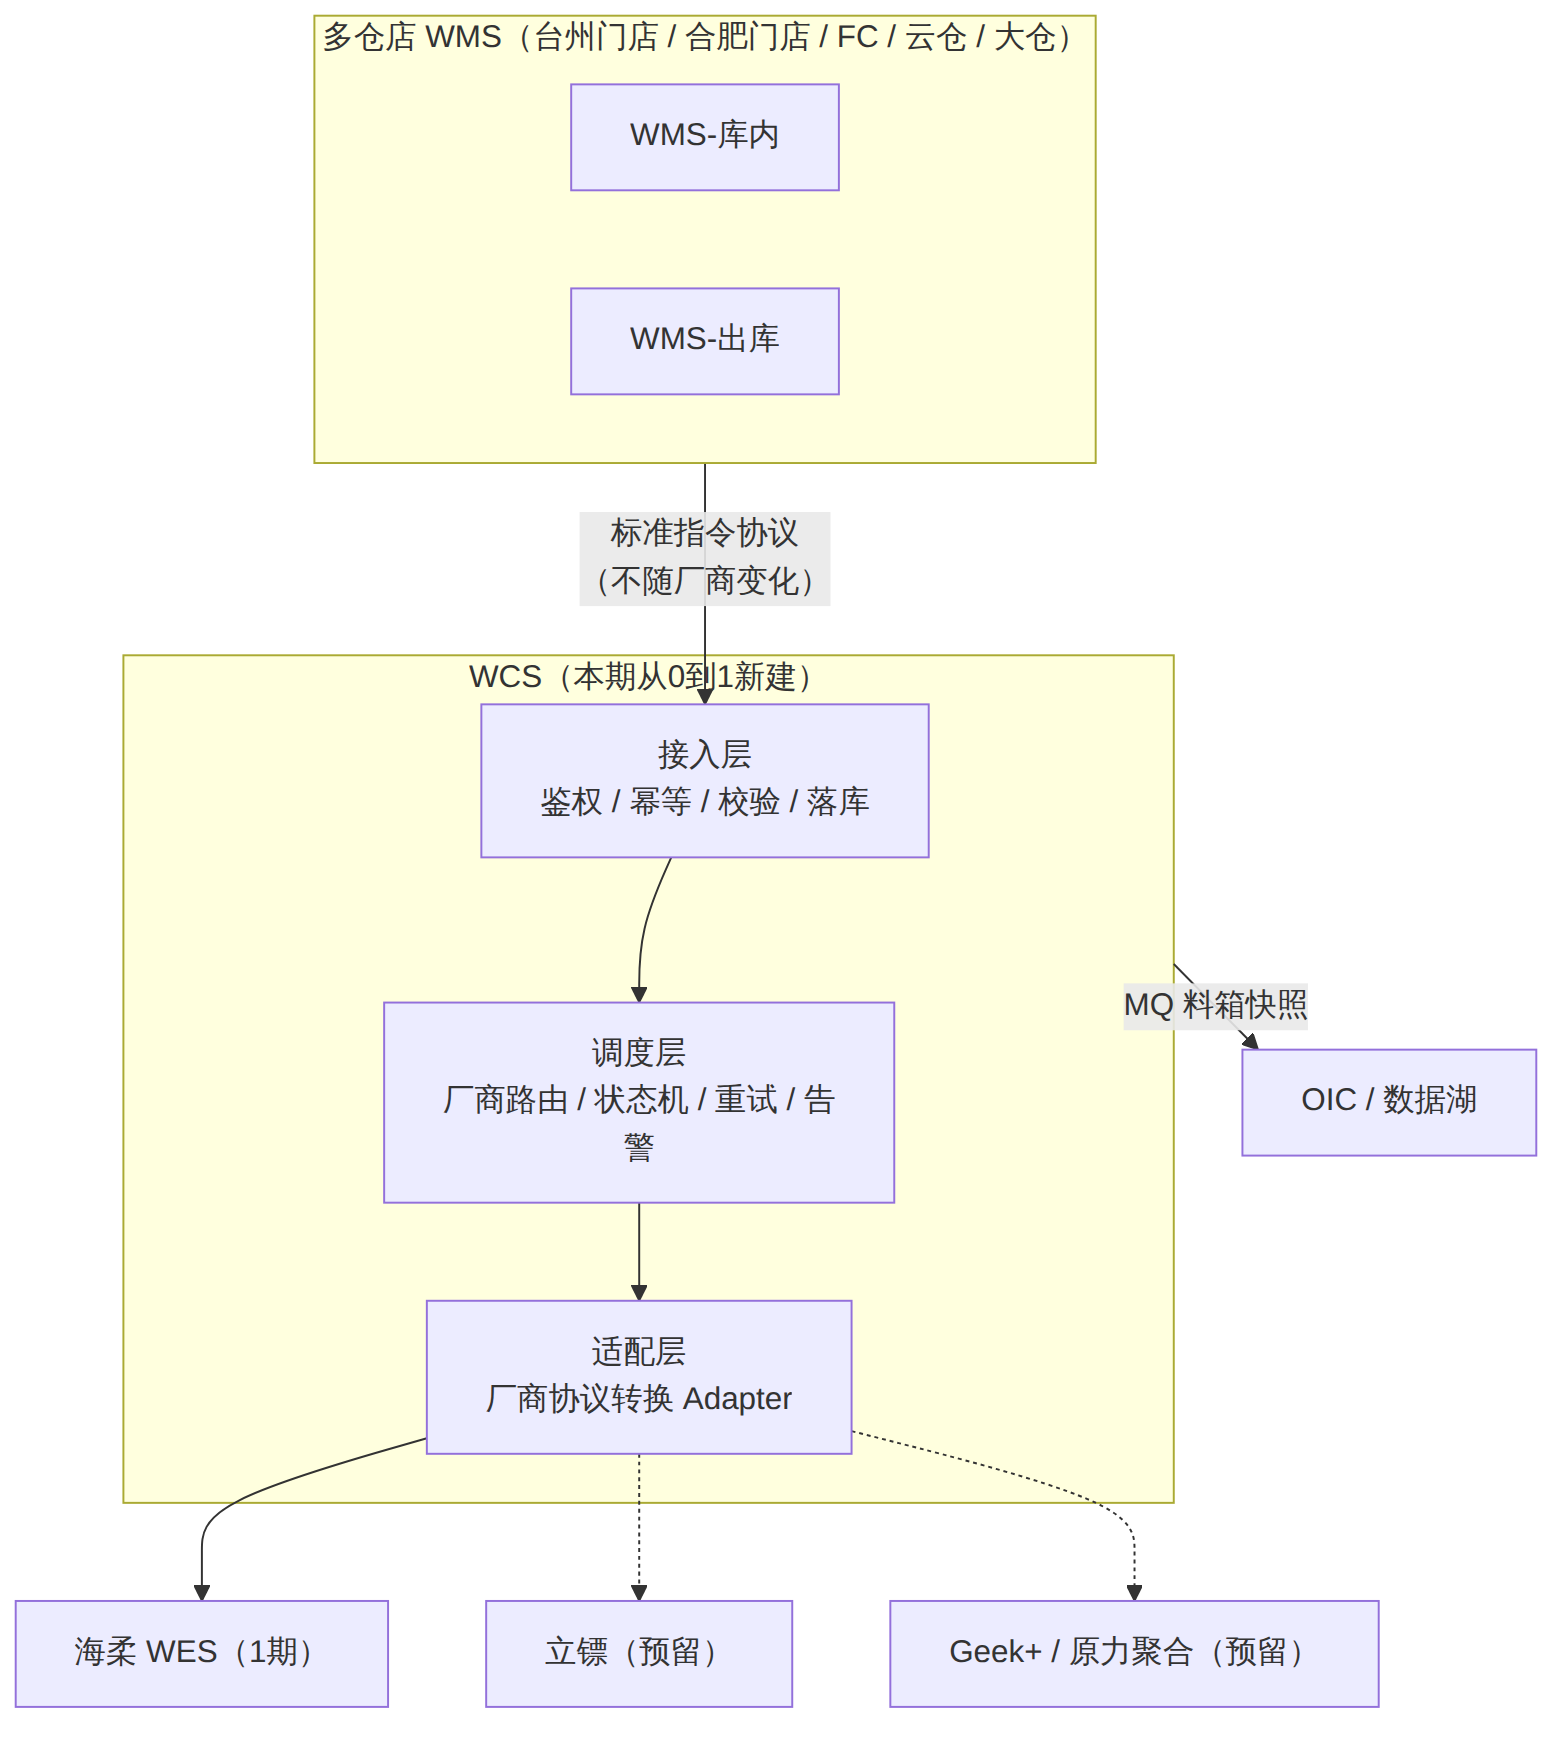 多仓店 WMS（台州门店 / 合肥门店 / FC / 云仓 / 大仓）
WMS-库内
WMS-出库
标准指令协议
（不随厂商变化）
WCS（本期从0到1新建）
接入层
鉴权 / 幂等 / 校验 / 落库
MQ 料箱快照
调度层
厂商路由 / 状态机 / 重试 / 告
警
OIC / 数据湖
适配层
厂商协议转换 Adapter
海柔 WES（1期）
立镖（预留）
Geek+ / 原力聚合（预留）